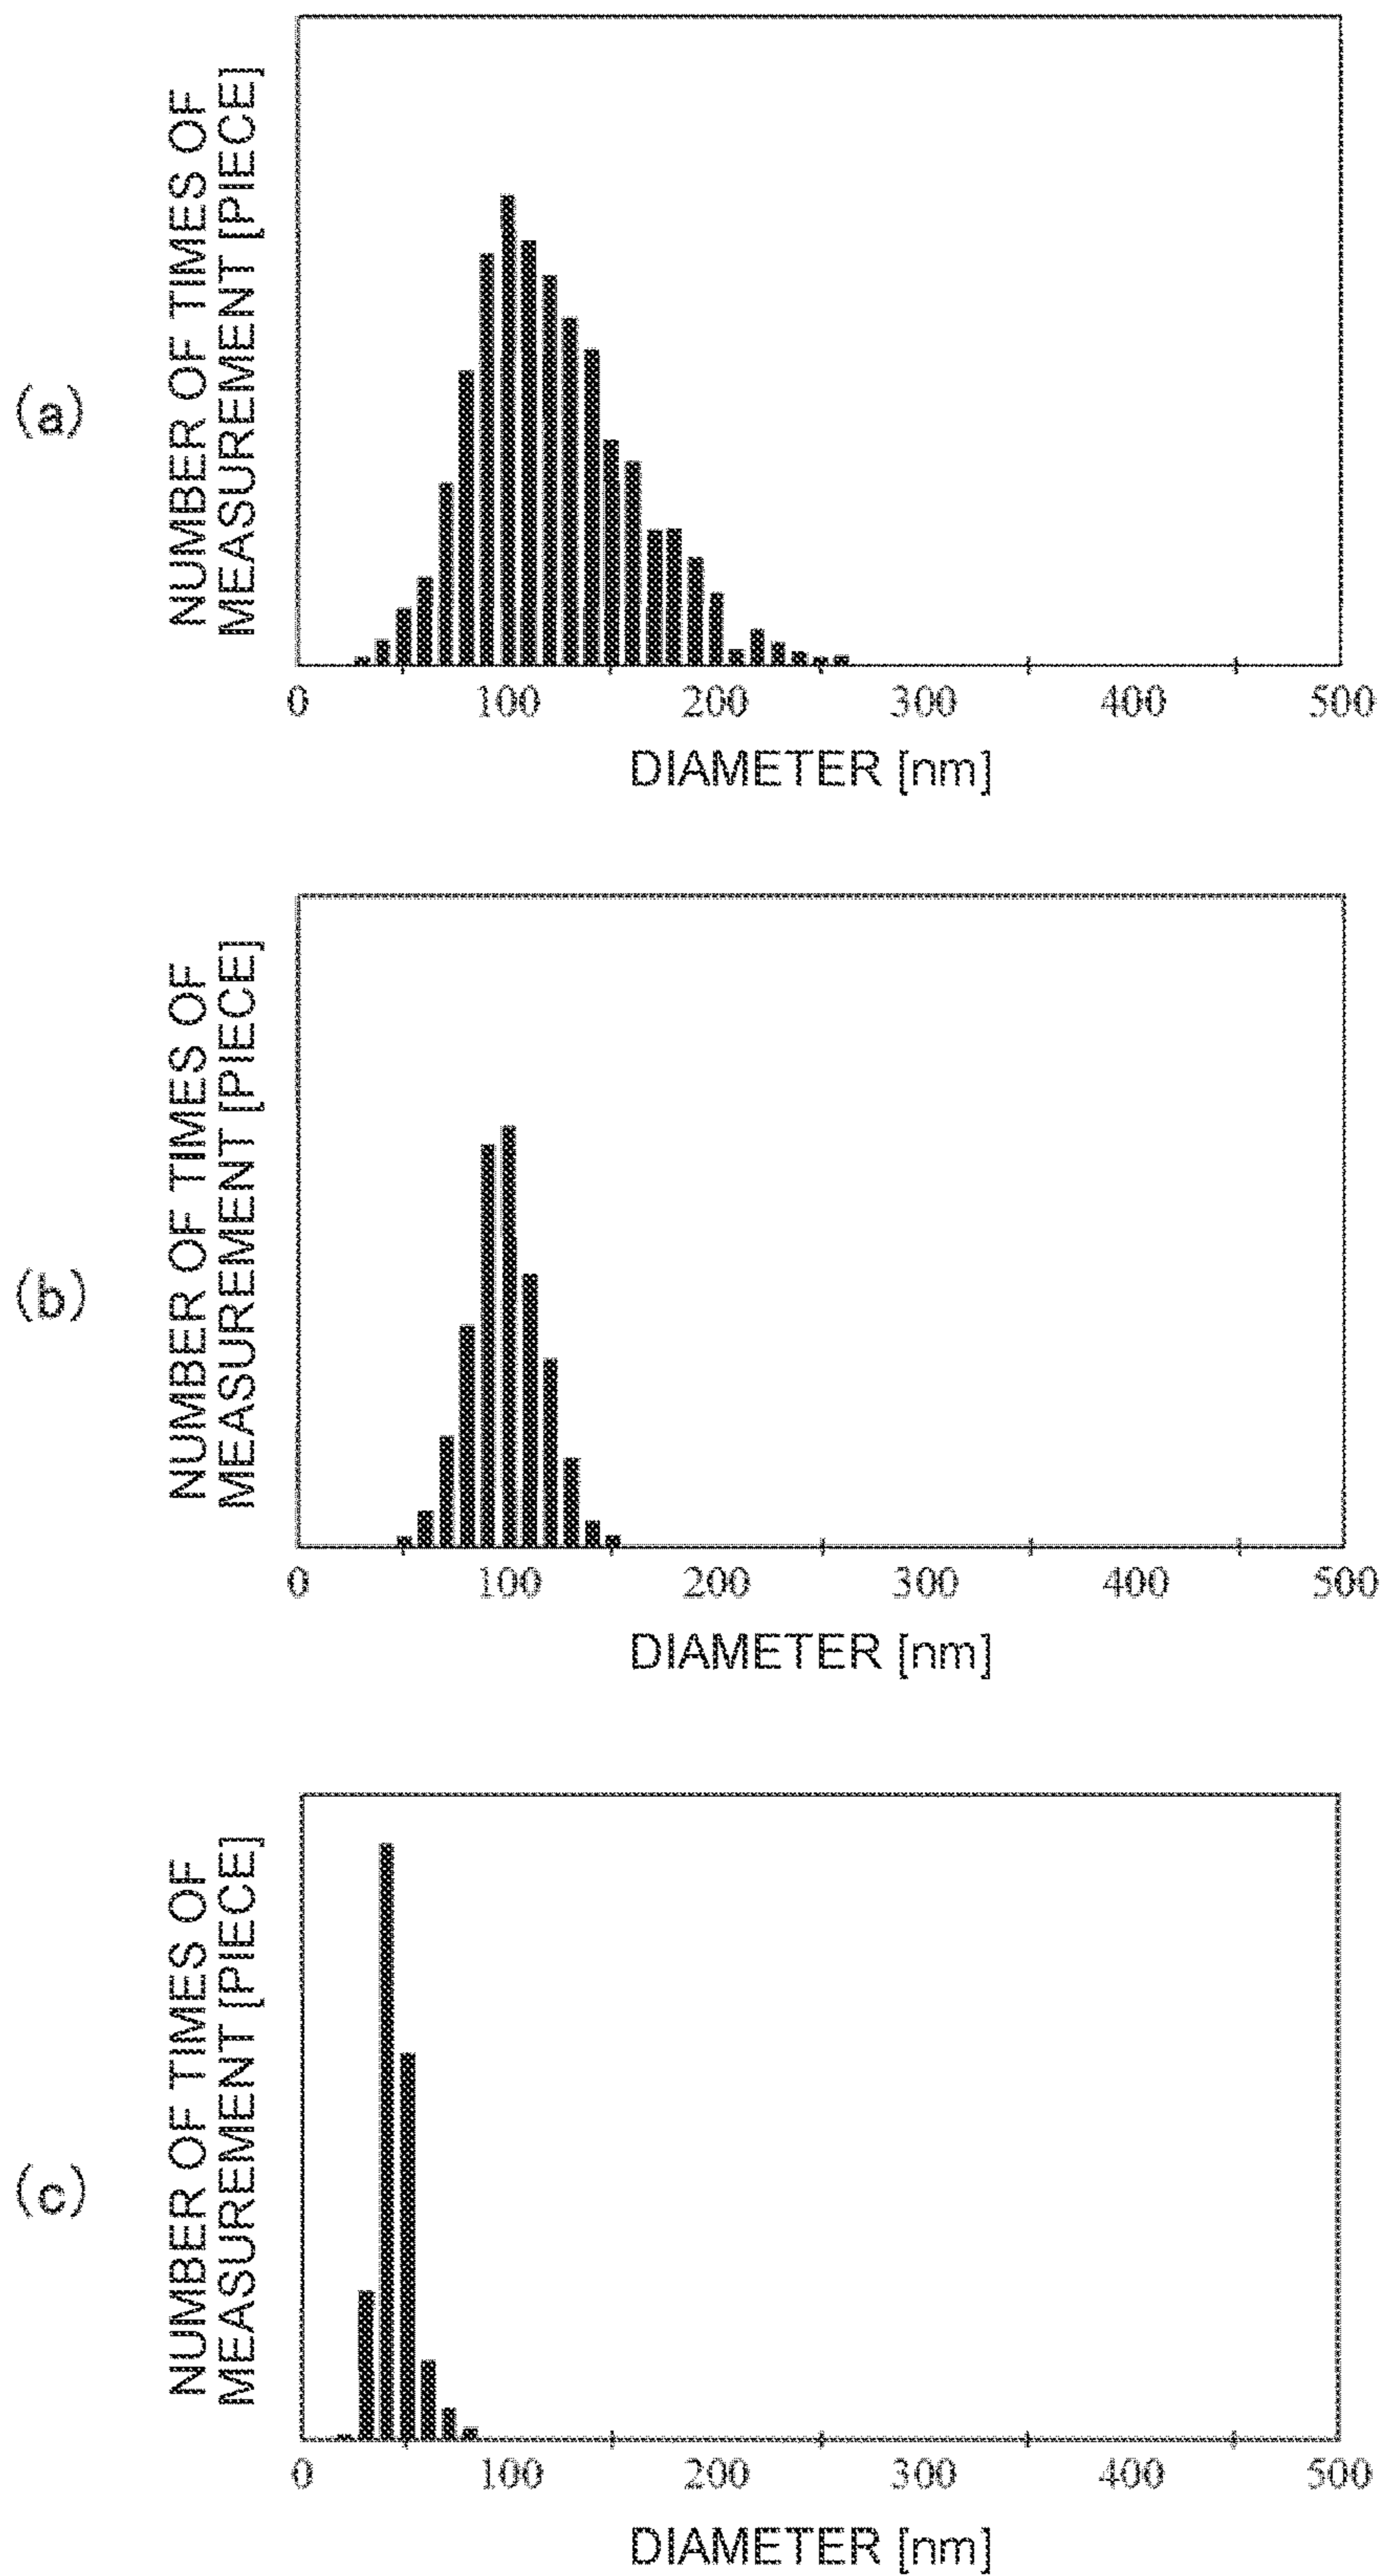 (a)
NUMBER OF TIMES OF
MEASUREMENT [PIECE]
0 100 200 300 400 500
DIAMETER [nm]
(b)
NUMBER OF TIMES OF
MEASUREMENT [PIECE]
0 100 200 300 400 500
DIAMETER [nm]
(c)
NUMBER OF TIMES OF
MEASUREMENT [PIECE]
0 100 200 300 400 500
DIAMETER [nm]